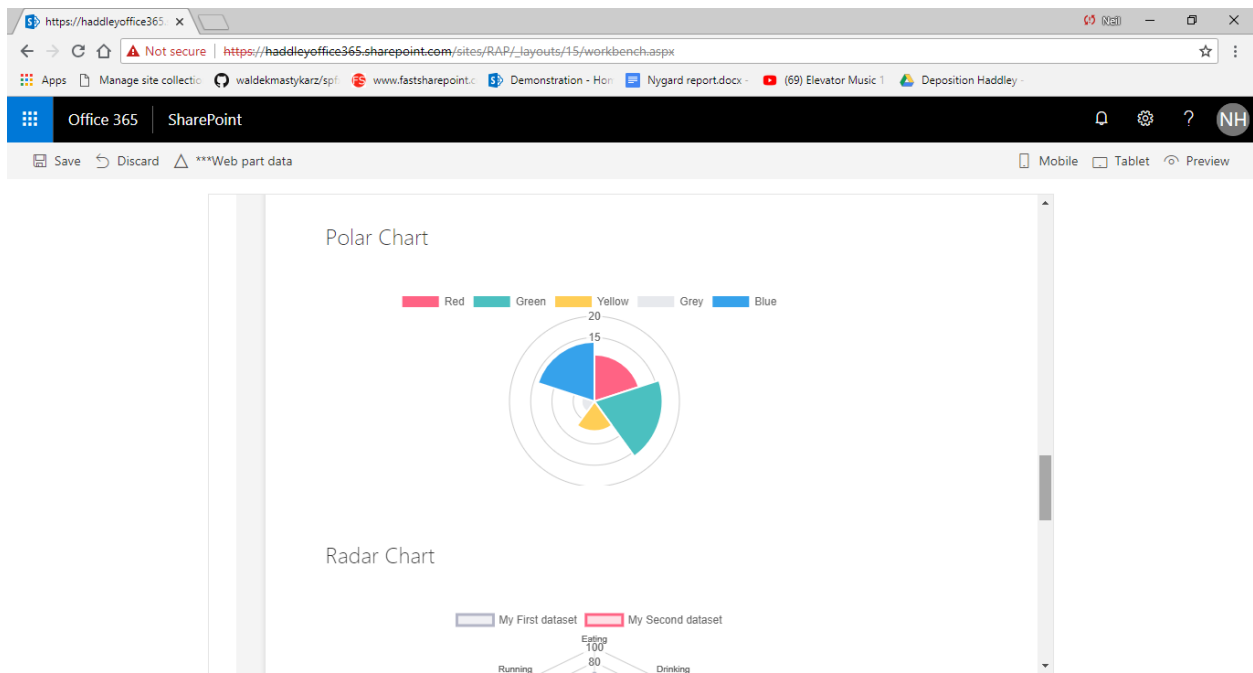 https://haddleyoffice365.
Neil
Not secure | https://haddleyoffice365.sharepoint.com/sites/RAP/_layouts/15/workbench.aspx
Apps Manage site collectio waldekmastykarz/spf www.fastsharepoint.c Demonstration - Hom Nygard report.docx - (69) Elevator Music 1 Deposition Haddley -
Office 365 SharePoint ? NH
Save Discard ***Web part data Mobile Tablet Preview
Polar Chart
Red Green Yellow Grey Blue
20
15
Radar Chart
My First dataset My Second dataset
Eating
100
80
Running Drinking